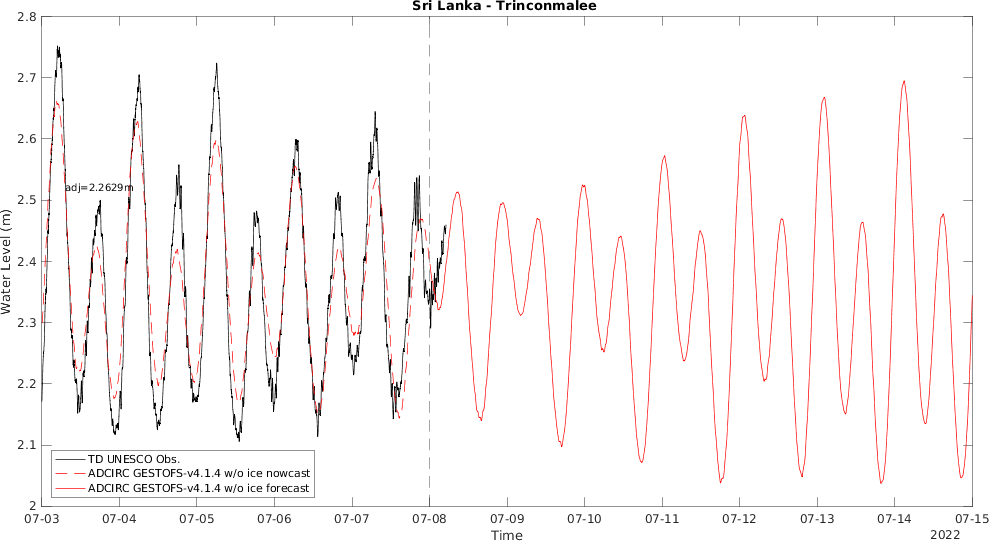 Sri Lanka - Trinconmalee
2.8
2.7
2.6
2.5
2.4
2.3
2.2
2.1
2
Water Level (m)
adj=2.2629m
TD UNESCO Obs.
ADCIRC GESTOFS-v4.1.4 w/o ice nowcast
ADCIRC GESTOFS-v4.1.4 w/o ice forecast
07-03 07-04 07-05 07-06 07-07 07-08 07-09 07-10 07-11 07-12 07-13 07-14 07-15
Time
2022